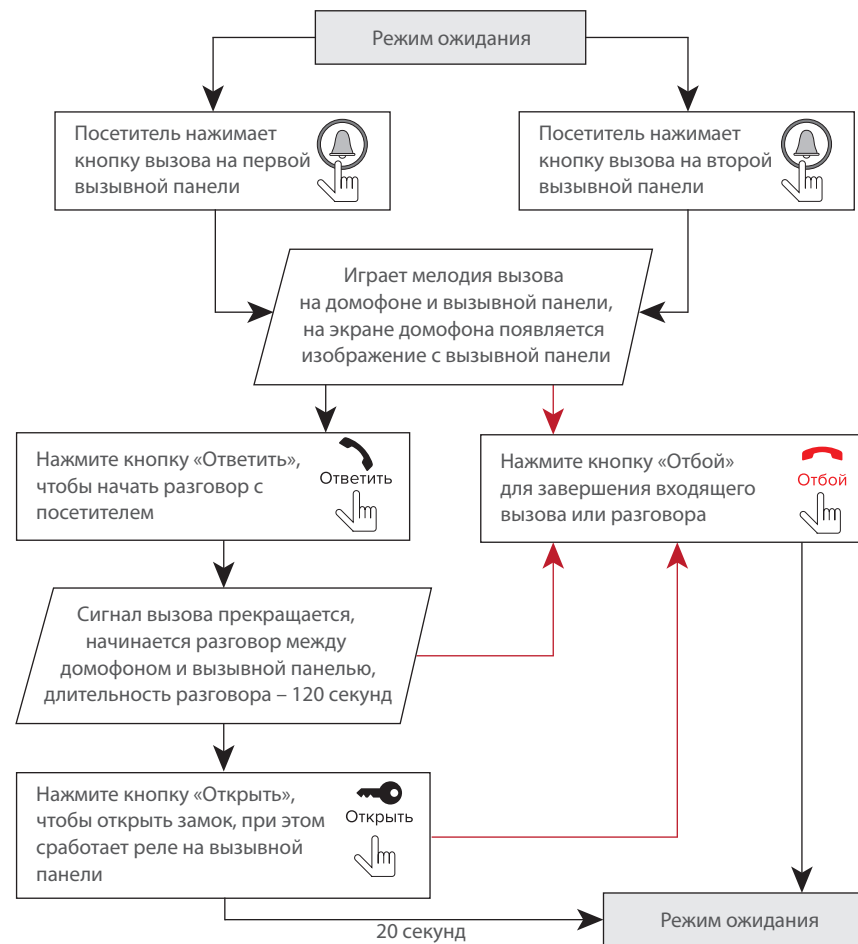 Режим ожидания
Посетитель нажимает
кнопку вызова на первой
вызывной панели
Посетитель нажимает
кнопку вызова на второй
вызывной панели
Играет мелодия вызова
на домофоне и вызывной панели,
на экране домофона появляется
изображение с вызывной панели
Нажмите кнопку «Ответить»,
чтобы начать разговор с
посетителем
Ответить
Нажмите кнопку «Отбой»
для завершения входящего
вызова или разговора
Отбой
Сигнал вызова прекращается,
начинается разговор между
домофоном и вызывной панелью,
длительность разговора – 120 секунд
Нажмите кнопку «Открыть»,
чтобы открыть замок, при этом
сработает реле на вызывной
панели
Открыть
20 секунд
Режим ожидания